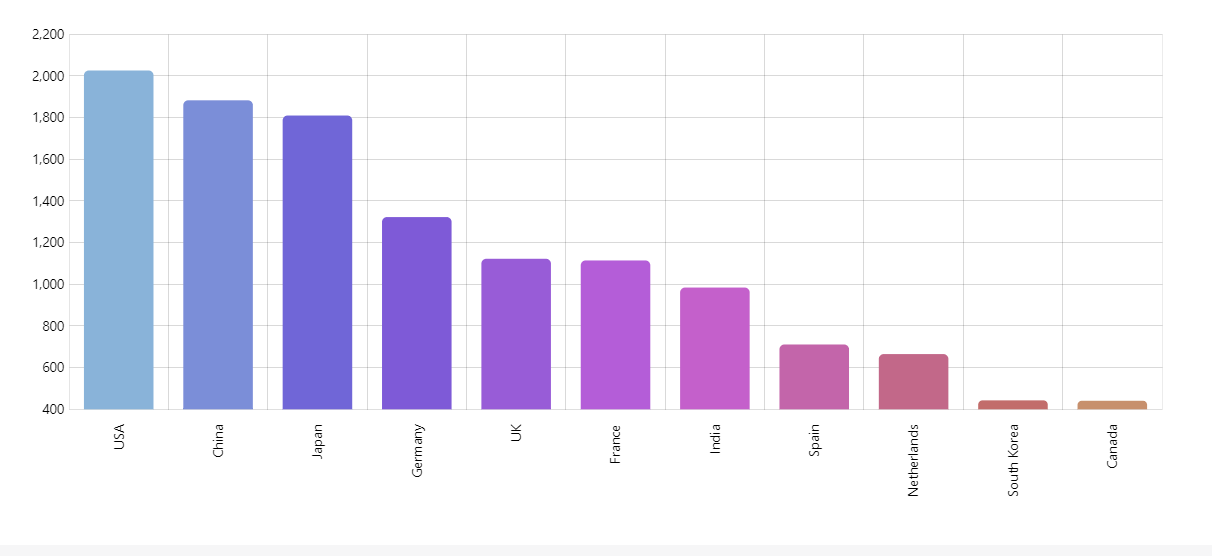 2,200
2,000
1,800
1,600
1,400
1,200
1,000
800
600
400
USA
China
Japan
Germany
UK
France
India
Spain
Netherlands
South Korea
Canada